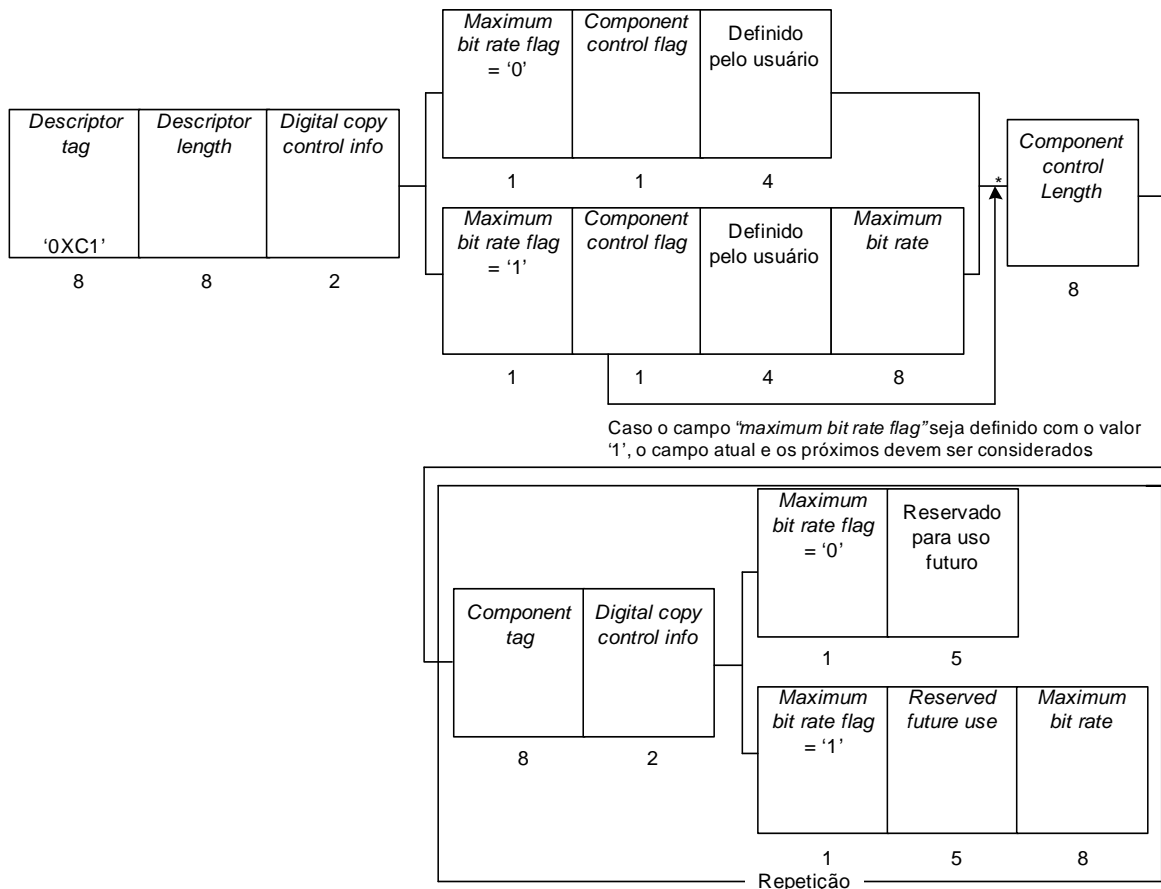 Maximum
bit rate flag
= ‘0’
Component
control flag
Definido
pelo usuário
1
1
4
Descriptor
tag
‘0XC1’
Descriptor
length
Digital copy
control info
8
8
2
Maximum
bit rate flag
= ‘1’
Component
control flag
Definido
pelo usuário
Maximum
bit rate
1
1
4
8
*
Component
control
Length
8
Caso o campo “maximum bit rate flag” seja definido com o valor
‘1’, o campo atual e os próximos devem ser considerados
Component
tag
Digital copy
control info
8
2
Maximum
bit rate flag
= ‘0’
Reservado
para uso
futuro
1
5
Maximum
bit rate flag
= ‘1’
Reserved
future use
Maximum
bit rate
1
5
8
Repetição